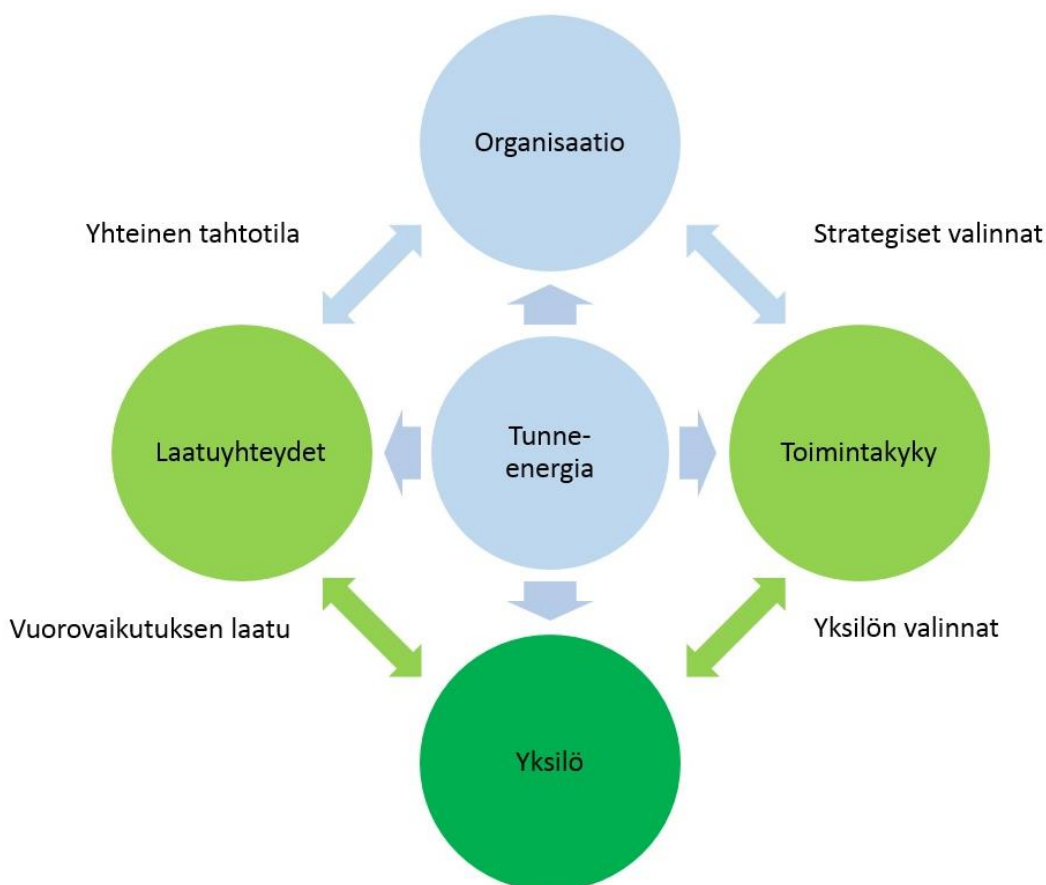 Organisaatio
Yhteinen tahtotila
Strategiset valinnat
Laatuyhteydet
Tunne-
energia
Toimintakyky
Vuorovaikutuksen laatu
Yksilön valinnat
Yksilö